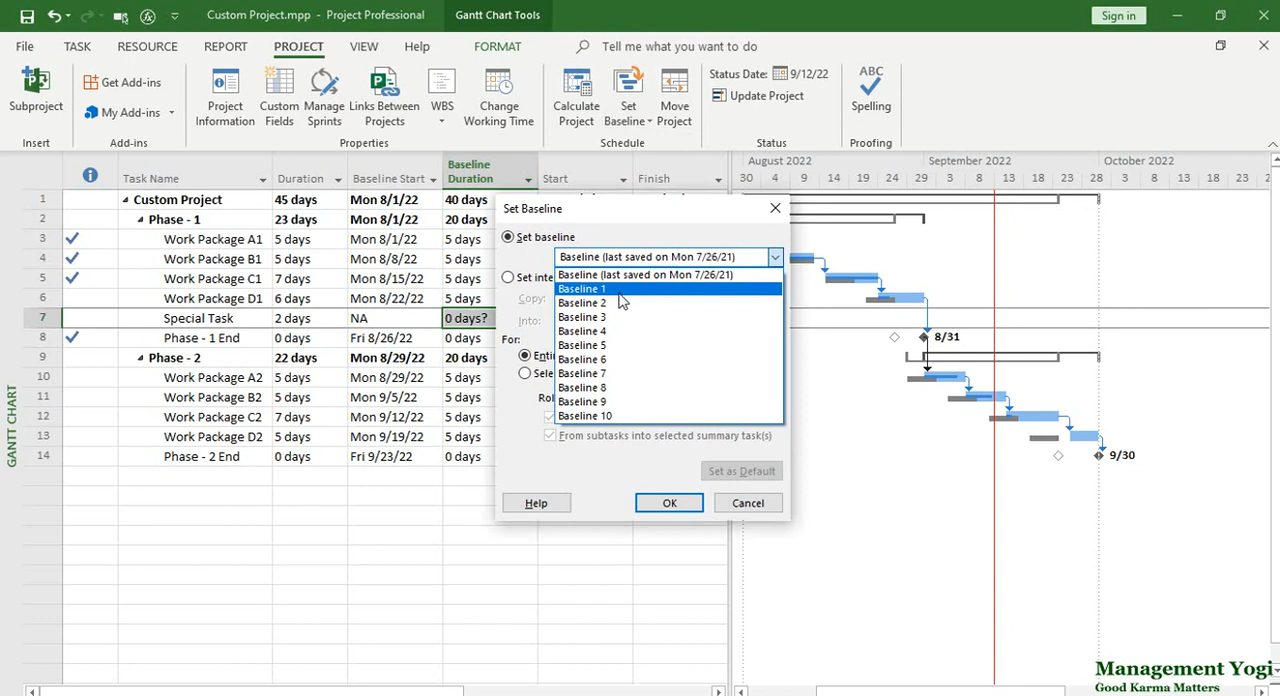 Custom Project.mpp - Project Professional
Gantt Chart Tools
Sign in
File TASK RESOURCE REPORT PROJECT VIEW Help FORMAT Tell me what you want to do
Subproject
Insert
Get Add-ins
My Add-ins
Add-ins
Project Information
Custom Fields
Manage Sprints
Links Between Projects
WBS
Change Working Time
Properties
Calculate Project
Set Baseline
Move Project
Schedule
Status Date: 9/12/22
Update Project
Status
ABC
Spelling
Proofing
Task Name Duration Baseline Start Baseline Duration Start Finish
August 2022 September 2022 October 2022
30 4 9 14 19 24 29 3 8 13 18 23 28 3 8 13 18 23 2
1 Custom Project 45 days Mon 8/1/22 40 days
2 Phase - 1 23 days Mon 8/1/22 20 days
3 Work Package A1 5 days Mon 8/1/22 5 days
4 Work Package B1 5 days Mon 8/8/22 5 days
5 Work Package C1 7 days Mon 8/15/22 5 days
6 Work Package D1 5 days Mon 8/22/22 5 days
7 Special Task 2 days NA 0 days?
8 Phase - 1 End 0 days Fri 8/26/22 0 days
9 Phase - 2 22 days Mon 8/29/22 20 days
10 Work Package A2 5 days Mon 8/29/22 5 days
11 Work Package B2 5 days Mon 9/5/22 5 days
12 Work Package C2 7 days Mon 9/12/22 5 days
13 Work Package D2 5 days Mon 9/19/22 5 days
14 Phase - 2 End 0 days Fri 9/23/22 0 days
GANTT CHART
Set Baseline
Set baseline
Baseline (last saved on Mon 7/26/21)
Baseline (last saved on Mon 7/26/21)
Baseline 1
Baseline 2
Baseline 3
Baseline 4
Baseline 5
Baseline 6
Baseline 7
Baseline 8
Baseline 9
Baseline 10
Set inte
Copy:
Into:
For:
Enti
Sele
Rol
From subtasks into selected summary task(s)
Set as Default
Help OK Cancel
8/31
9/30
Management Yogi
Good Karma Matters